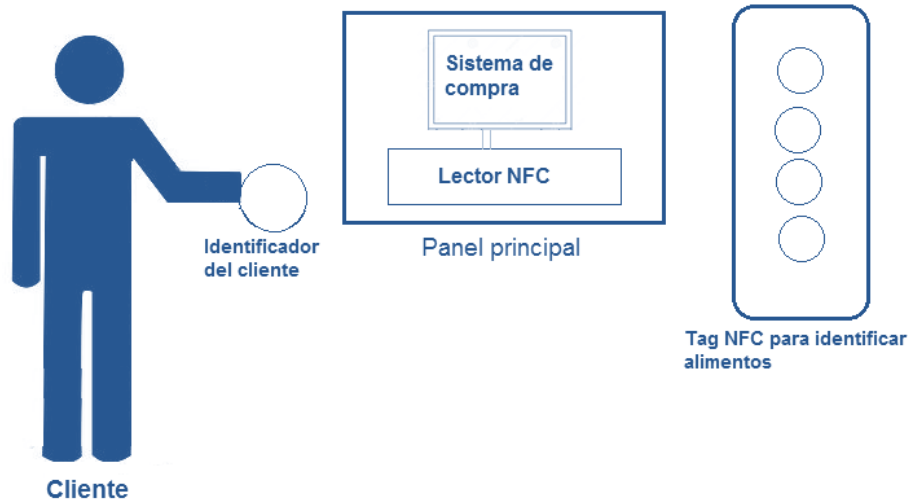 Sistema de
compra
Lector NFC
Panel principal
Identificador
del cliente
Tag NFC para identificar
alimentos
Cliente